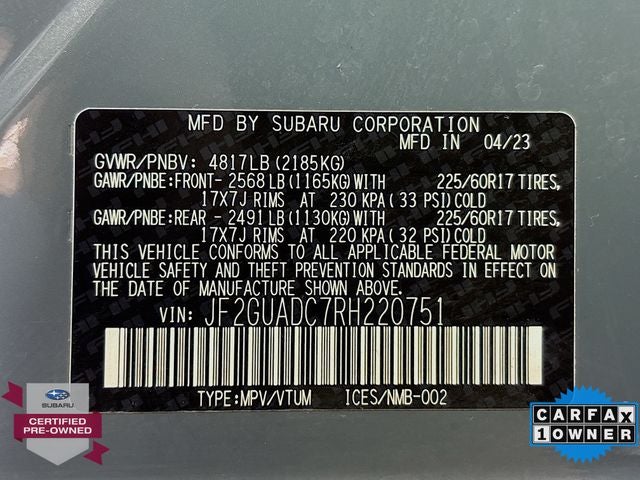 MFD BY SUBARU CORPORATION
MFD IN 04/23
GVWR/PNBV: 4817LB (2185KG)
GAWR/PNBE:FRONT- 2568 LB (1165KG) WITH 225/60R17 TIRES,
17X7J RIMS AT 230 KPA (33 PSI) COLD
GAWR/PNBE:REAR - 2491 LB (1130KG) WITH 225/60R17 TIRES,
17X7J RIMS AT 220 KPA (32 PSI) COLD
THIS VEHICLE CONFORMS TO ALL APPLICABLE FEDERAL MOTOR
VEHICLE SAFETY AND THEFT PREVENTION STANDARDS IN EFFECT
ON THE DATE OF MANUFACTURE SHOWN ABOVE.
VIN: JF2GUADC7RH220751
TYPE:MPV/VTUM ICES/NMB-002
SUBARU
CERTIFIED
PRE-OWNED
CARFAX
1 OWNER